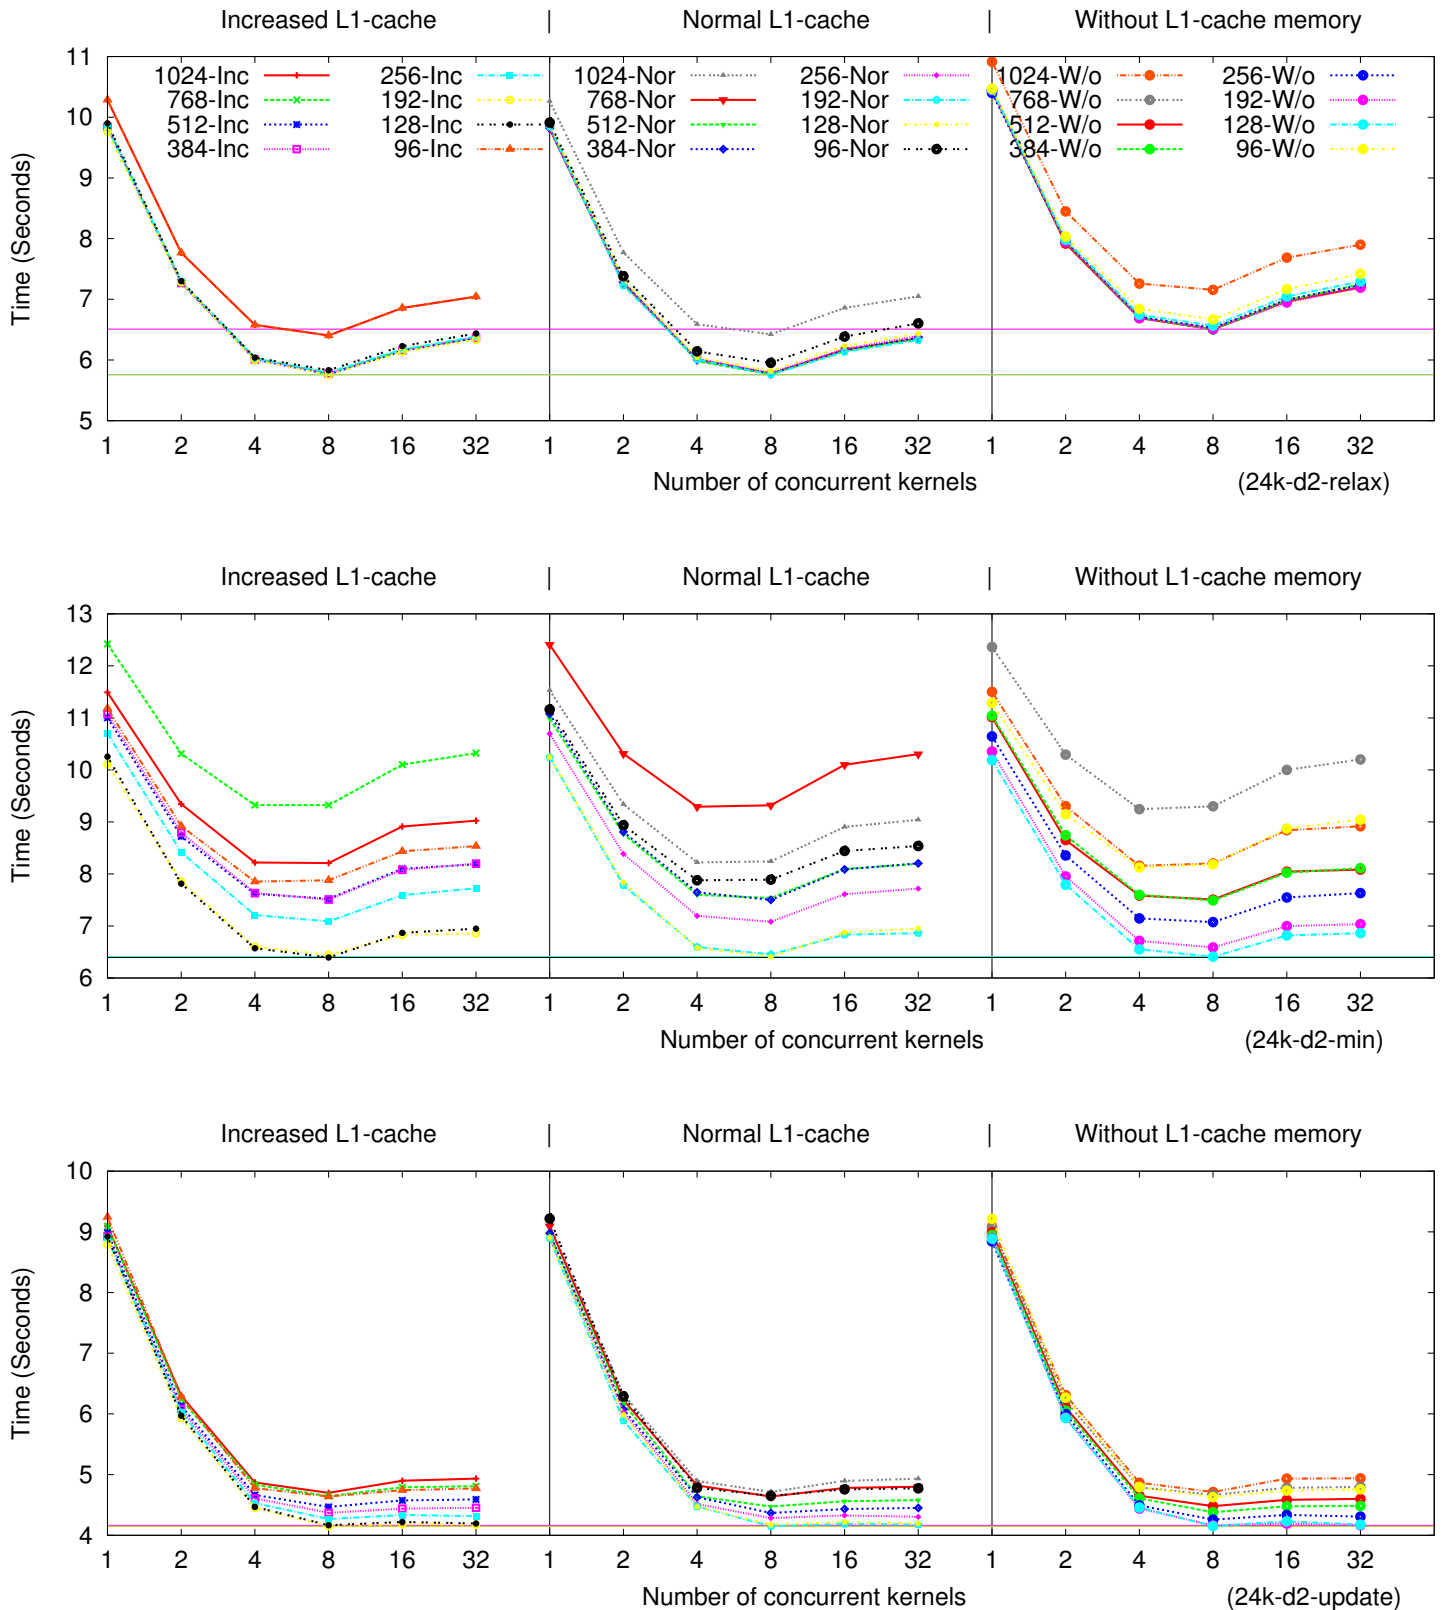 Increased L1-cache | Normal L1-cache | Without L1-cache memory
11
10
9
8
7
6
5
Time (Seconds)
1024-Inc 256-Inc 1024-Nor 256-Nor 1024-W/o 256-W/o
768-Inc 192-Inc 768-Nor 192-Nor 768-W/o 192-W/o
512-Inc 128-Inc 512-Nor 128-Nor 512-W/o 128-W/o
384-Inc 96-Inc 384-Nor 96-Nor 384-W/o 96-W/o
1 2 4 8 16 32 1 2 4 8 16 32 1 2 4 8 16 32
Number of concurrent kernels (24k-d2-relax)
Increased L1-cache | Normal L1-cache | Without L1-cache memory
13
12
11
10
9
8
7
6
Time (Seconds)
1 2 4 8 16 32 1 2 4 8 16 32 1 2 4 8 16 32
Number of concurrent kernels (24k-d2-min)
Increased L1-cache | Normal L1-cache | Without L1-cache memory
10
9
8
7
6
5
4
Time (Seconds)
1 2 4 8 16 32 1 2 4 8 16 32 1 2 4 8 16 32
Number of concurrent kernels (24k-d2-update)